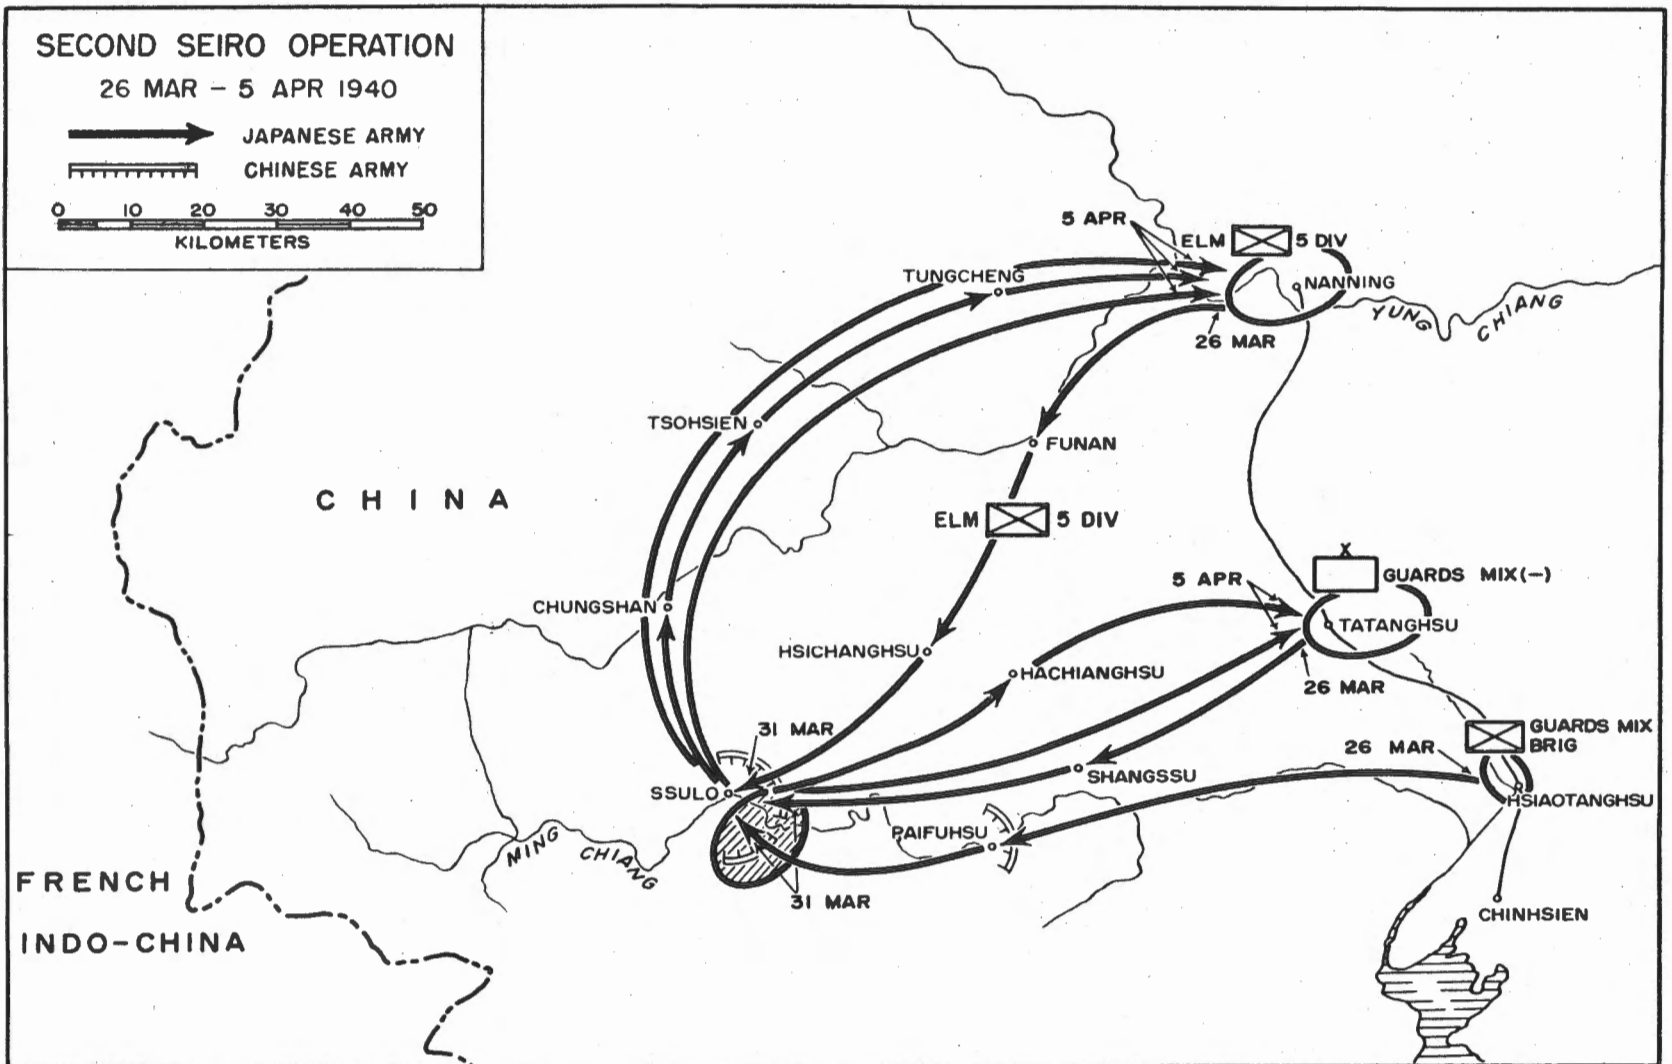 SECOND SEIRO OPERATION
26 MAR – 5 APR 1940
JAPANESE ARMY
CHINESE ARMY
0 10 20 30 40 50
KILOMETERS
5 APR
ELM 5 DIV
TUNGCHENG
NANNING
YUNG CHIANG
26 MAR
TSOHSIEN
FUNAN
CHINA
ELM 5 DIV
X
5 APR
GUARDS MIX(–)
CHUNGSHAN
TATANGHSU
HSICHANGHSU
HACHIANGHSU
26 MAR
31 MAR
GUARDS MIX
BRIG
26 MAR
SHANGSSU
SSULO
HSIAOTANGHSU
PAIFUHSU
MING CHIANG
FRENCH
INDO-CHINA
31 MAR
CHINHSIEN